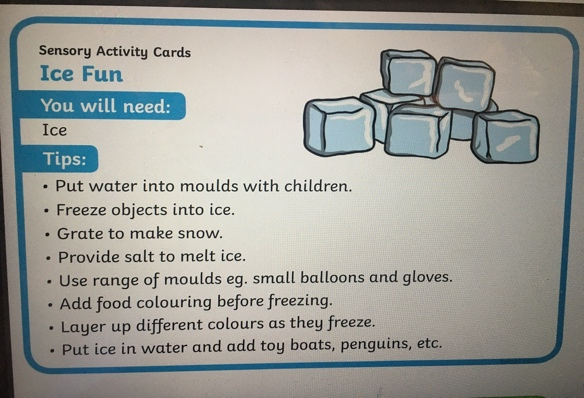 Sensory Activity Cards
Ice Fun
You will need:
Ice
Tips:
• Put water into moulds with children.
• Freeze objects into ice.
• Grate to make snow.
• Provide salt to melt ice.
• Use range of moulds eg. small balloons and gloves.
• Add food colouring before freezing.
• Layer up different colours as they freeze.
• Put ice in water and add toy boats, penguins, etc.